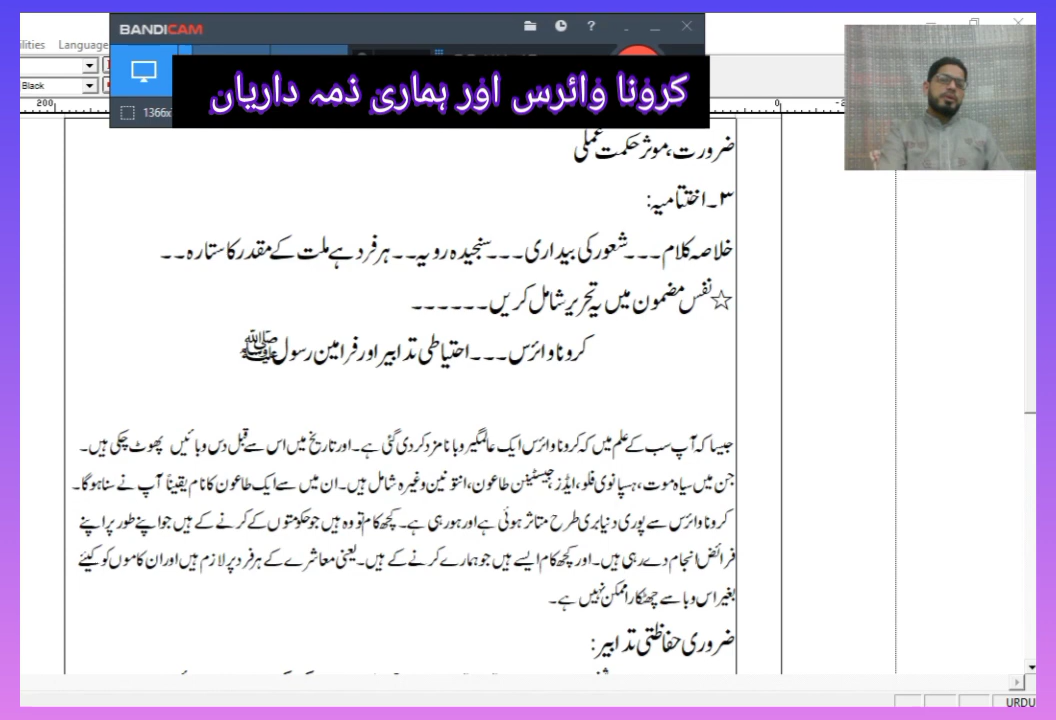 BANDICAM
ilities Language
Black
1366x
200
0
کرونا وائرس اور ہماری ذمہ داریاں
ضرورت، موثر حکمت عملی
۳۔ اختتامیہ:
خلاصہ کلام۔۔۔ شعور کی بیداری۔۔۔ سنجیدہ رویہ۔۔ ہر فرد ہے ملت کے مقدر کا ستارہ۔۔
☆ نفس مضمون میں یہ تحریر شامل کریں۔۔۔۔۔۔
کرونا وائرس۔۔۔ احتیاطی تدابیر اور فرامین رسول ﷺ
جیسا کہ آپ سب کے علم میں کہ کرونا وائرس ایک عالمگیر وبا نامزد کر دی گئی ہے۔ اور تاریخ میں اس سے قبل دس وبائیں پھوٹ چکی ہیں۔
جن میں سیاہ موت، ہسپانوی فلو، ایڈز جیسٹینن طاعون، انتونین وغیرہ شامل ہیں۔ ان میں سے ایک طاعون کا نام یقیناً آپ نے سنا ہوگا۔
کرونا وائرس سے پوری دنیا بری طرح متاثر ہوئی ہے اور ہو رہی ہے۔ کچھ کام تو وہ ہیں جو حکومتوں کے کرنے کے ہیں جو اپنے طور پر اپنے
فرائض انجام دے رہی ہیں۔ اور کچھ کام ایسے ہیں جو ہمارے کرنے کے ہیں۔ یعنی معاشرے کے ہر فرد پر لازم ہیں اور ان کاموں کو کیئے
بغیر اس وبا سے چھٹکارا ممکن نہیں ہے۔
ضروری حفاظتی تدابیر:
URDU